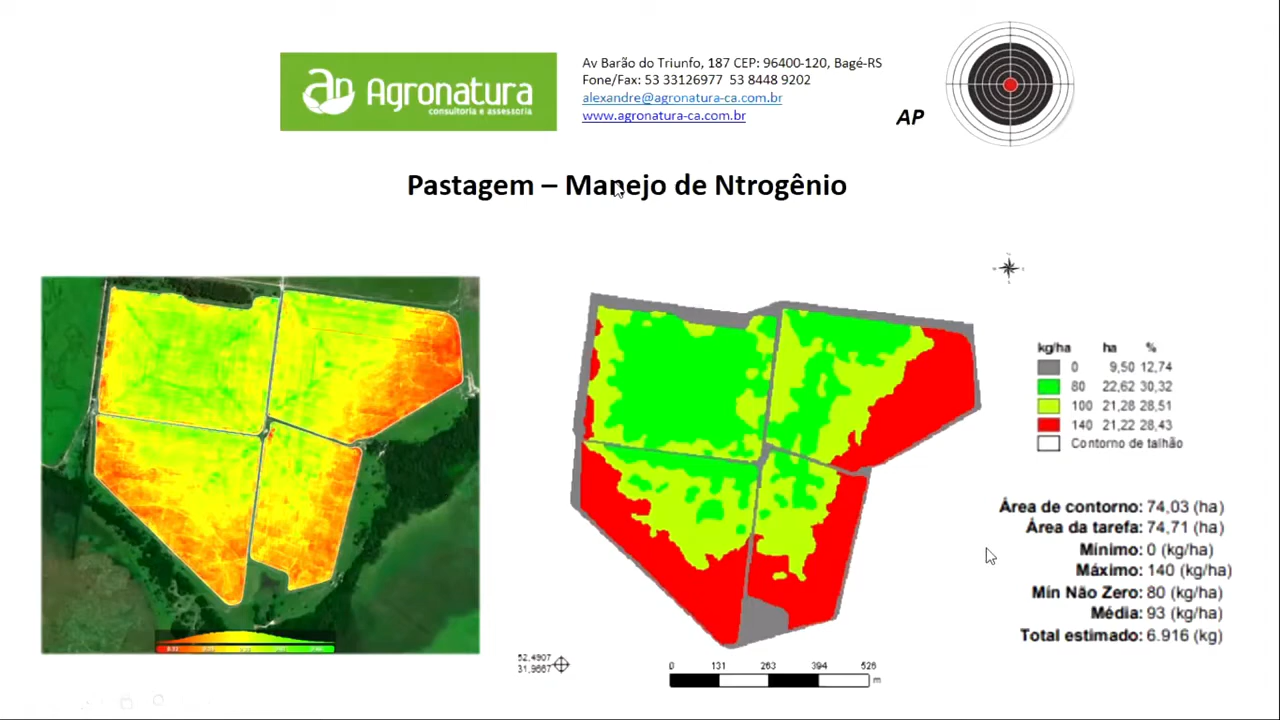 an Agronatura
consultoria e assessoria
Av Barão do Triunfo, 187 CEP: 96400-120, Bagé-RS
Fone/Fax: 53 33126977 53 8448 9202
alexandre@agronatura-ca.com.br
www.agronatura-ca.com.br
AP
Pastagem – Manejo de Ntrogênio
kg/ha ha %
0 9,50 12,74
80 22,62 30,32
100 21,28 28,51
140 21,22 28,43
Contorno de talhão
Área de contorno: 74,03 (ha)
Área da tarefa: 74,71 (ha)
Mínimo: 0 (kg/ha)
Máximo: 140 (kg/ha)
Mín Não Zero: 80 (kg/ha)
Média: 93 (kg/ha)
Total estimado: 6.916 (kg)
52,4907
31,9667
0 131 263 394 526
m